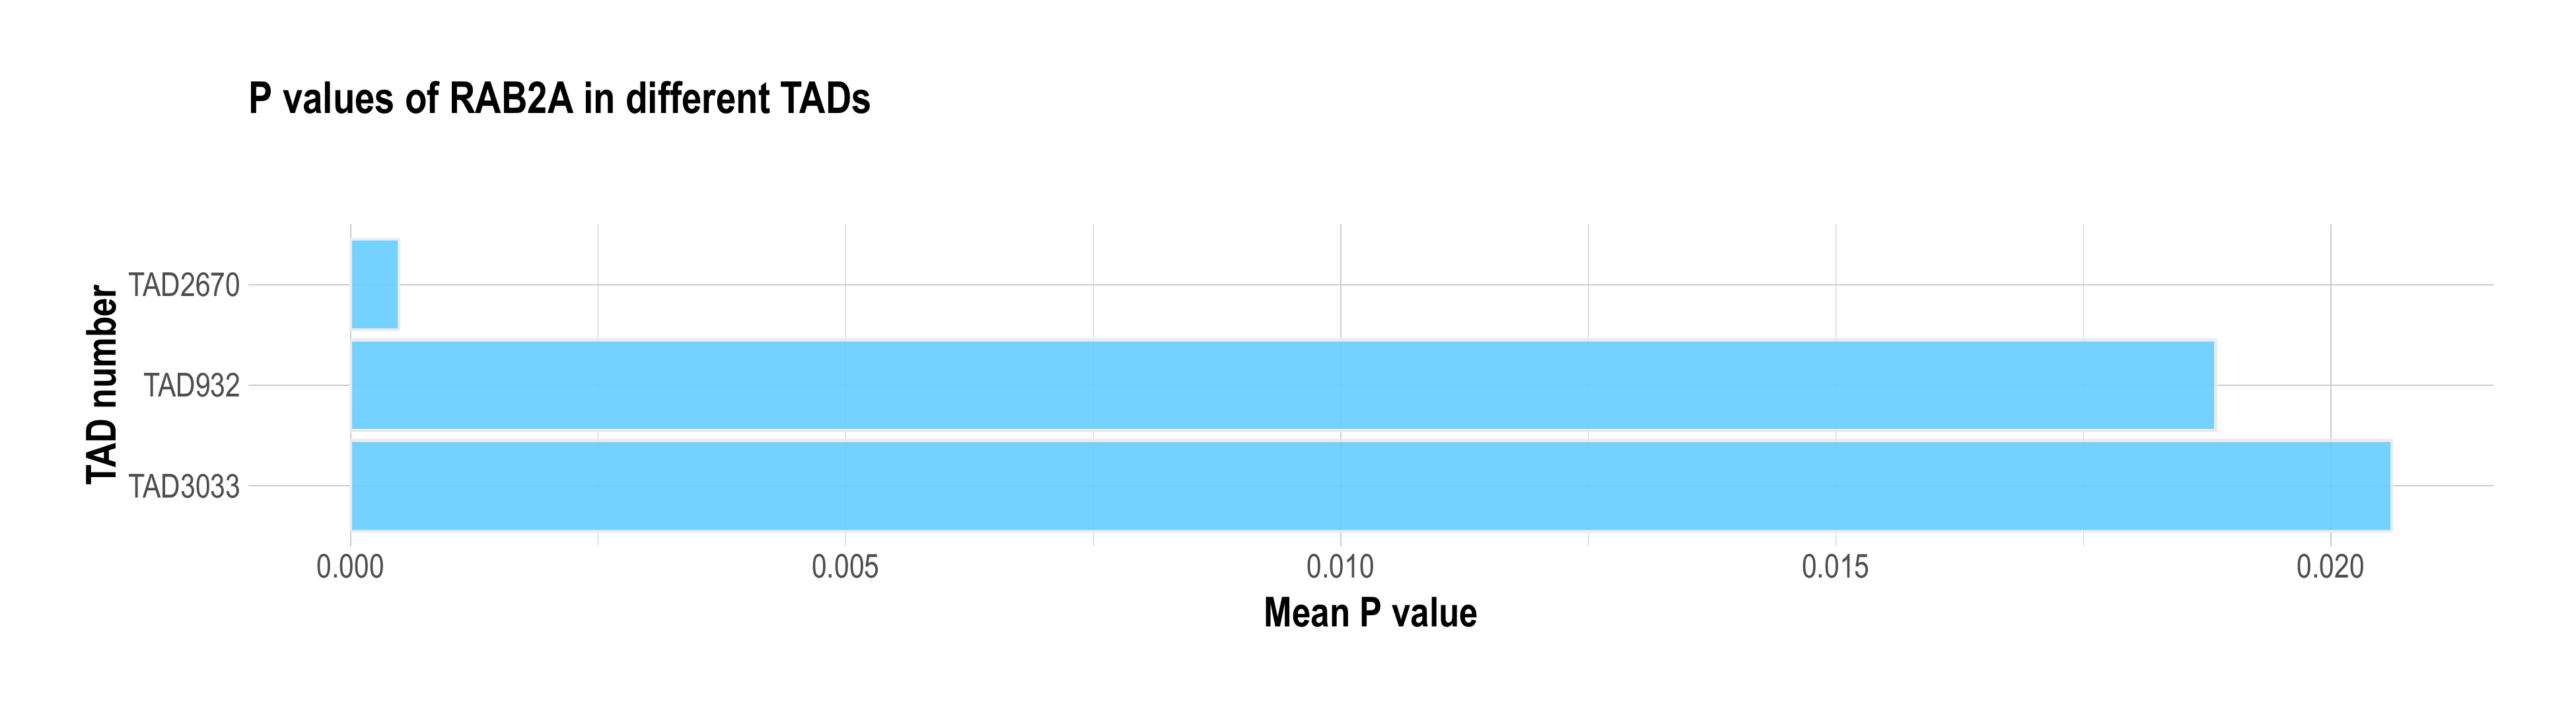 P values of RAB2A in different TADs
TAD number
TAD2670
TAD932
TAD3033
0.000 0.005 0.010 0.015 0.020
Mean P value